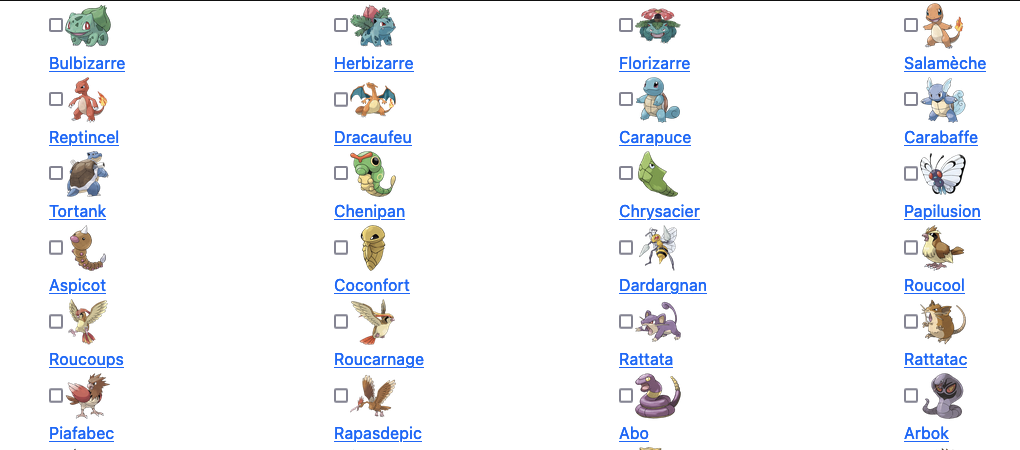 Bulbizarre
Herbizarre
Florizarre
Salamèche
Reptincel
Dracaufeu
Carapuce
Carabaffe
Tortank
Chenipan
Chrysacier
Papilusion
Aspicot
Coconfort
Dardargnan
Roucool
Roucoups
Roucarnage
Rattata
Rattatac
Piafabec
Rapasdepic
Abo
Arbok